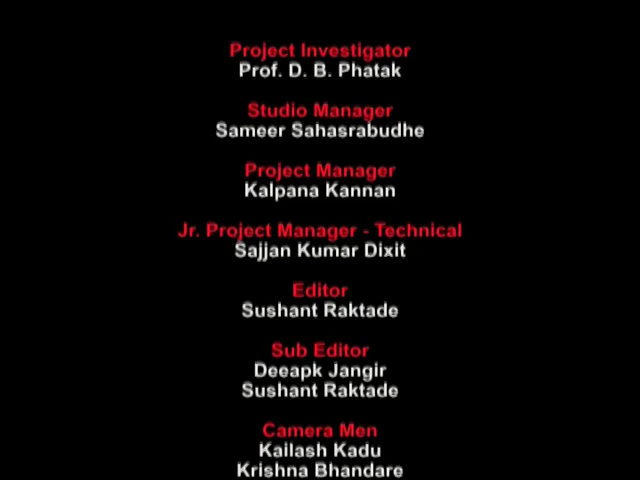 Project Investigator
Prof. D. B. Phatak
Studio Manager
Sameer Sahasrabudhe
Project Manager
Kalpana Kannan
Jr. Project Manager - Technical
Sajjan Kumar Dixit
Editor
Sushant Raktade
Sub Editor
Deeapk Jangir
Sushant Raktade
Camera Men
Kailash Kadu
Krishna Bhandare